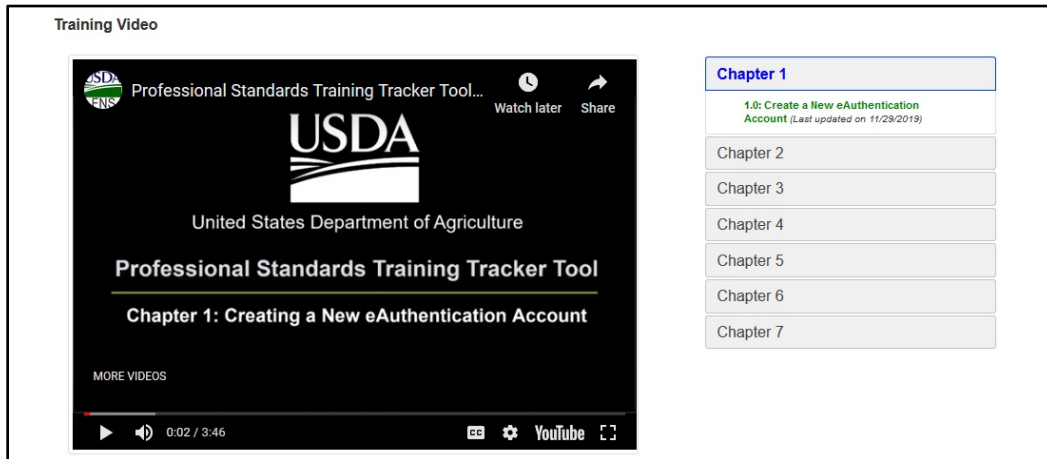 Training Video
USDA
FNS
Professional Standards Training Tracker Tool...
Watch later
Share
USDA
United States Department of Agriculture
Professional Standards Training Tracker Tool
Chapter 1: Creating a New eAuthentication Account
MORE VIDEOS
0:02 / 3:46
CC
YouTube
Chapter 1
1.0: Create a New eAuthentication
Account (Last updated on 11/29/2019)
Chapter 2
Chapter 3
Chapter 4
Chapter 5
Chapter 6
Chapter 7